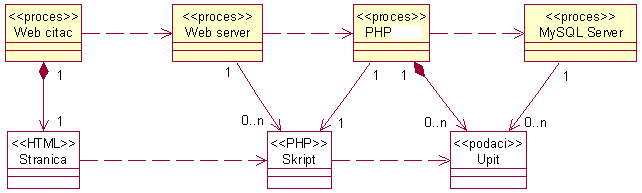 <<proces>> <<proces>> <<proces>> <<proces>>
Web citac Web server PHP MySQL Server
1 1 1 1 1
1 0..n 1 0..n 0..n
<<HTML>> <<PHP>> <<podaci>>
Stranica Skript Upit